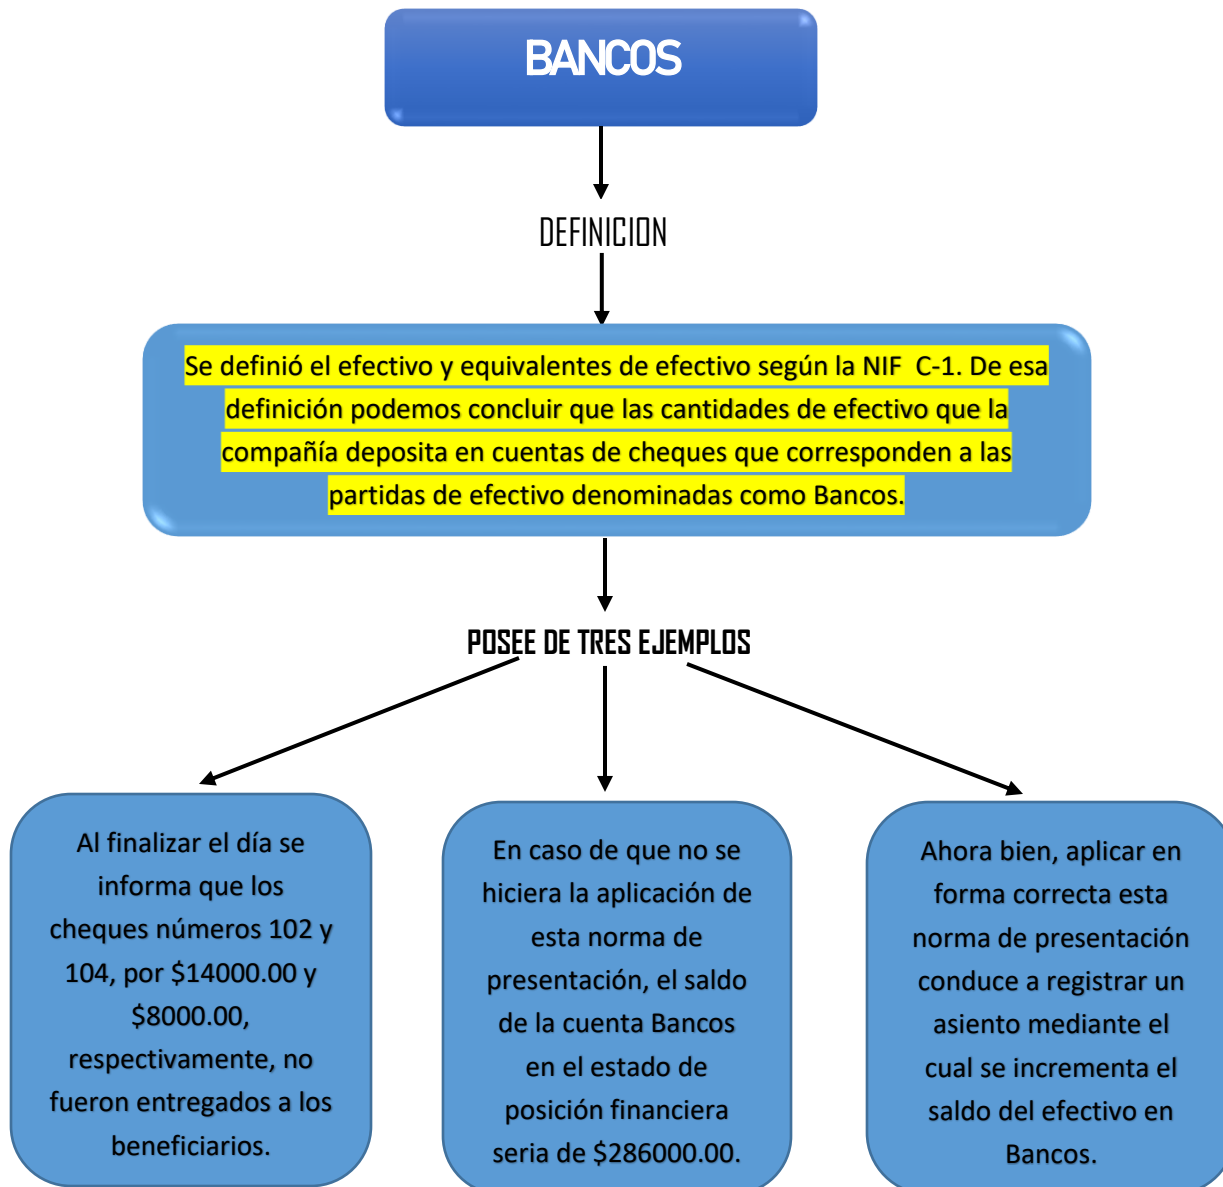 BANCOS
DEFINICION
Se definió el efectivo y equivalentes de efectivo según la NIF C-1. De esa
definición podemos concluir que las cantidades de efectivo que la
compañía deposita en cuentas de cheques que corresponden a las
partidas de efectivo denominadas como Bancos.
POSEE DE TRES EJEMPLOS
Al finalizar el día se
informa que los
cheques números 102 y
104, por $14000.00 y
$8000.00,
respectivamente, no
fueron entregados a los
beneficiarios.
En caso de que no se
hiciera la aplicación de
esta norma de
presentación, el saldo
de la cuenta Bancos
en el estado de
posición financiera
seria de $286000.00.
Ahora bien, aplicar en
forma correcta esta
norma de presentación
conduce a registrar un
asiento mediante el
cual se incrementa el
saldo del efectivo en
Bancos.